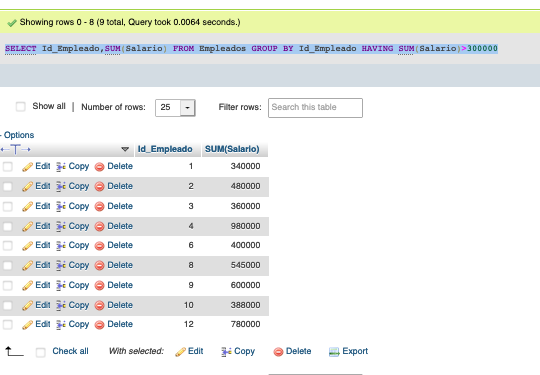 Showing rows 0 - 8 (9 total, Query took 0.0064 seconds.)
SELECT Id_Empleado,SUM(Salario) FROM Empleados GROUP BY Id_Empleado HAVING SUM(Salario)>300000
Show all | Number of rows: 25 Filter rows: Search this table
- Options
Id_Empleado SUM(Salario)
Edit Copy Delete 1 340000
Edit Copy Delete 2 480000
Edit Copy Delete 3 360000
Edit Copy Delete 4 980000
Edit Copy Delete 6 400000
Edit Copy Delete 8 545000
Edit Copy Delete 9 600000
Edit Copy Delete 10 388000
Edit Copy Delete 12 780000
Check all With selected: Edit Copy Delete Export